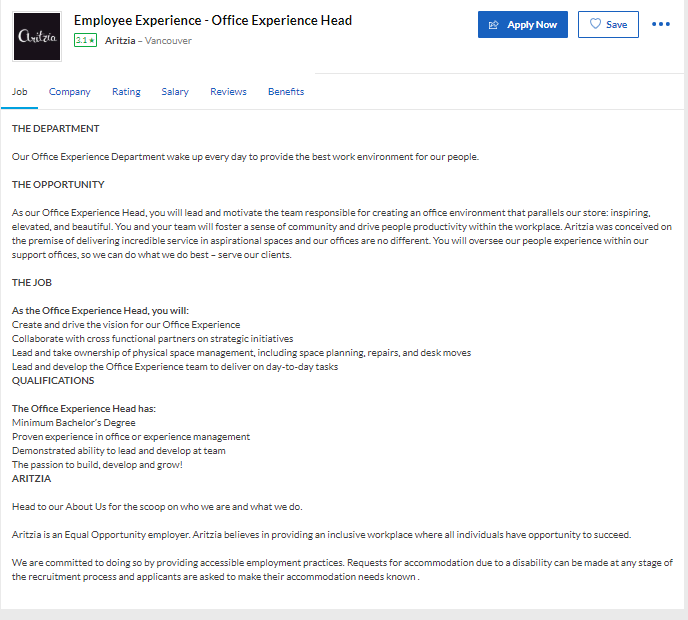 Aritzia
Employee Experience - Office Experience Head
Apply Now
Save
3.1 ★
Aritzia – Vancouver
Job
Company
Rating
Salary
Reviews
Benefits
THE DEPARTMENT
Our Office Experience Department wake up every day to provide the best work environment for our people.
THE OPPORTUNITY
As our Office Experience Head, you will lead and motivate the team responsible for creating an office environment that parallels our store: inspiring,
elevated, and beautiful. You and your team will foster a sense of community and drive people productivity within the workplace. Aritzia was conceived on
the premise of delivering incredible service in aspirational spaces and our offices are no different. You will oversee our people experience within our
support offices, so we can do what we do best – serve our clients.
THE JOB
As the Office Experience Head, you will:
Create and drive the vision for our Office Experience
Collaborate with cross functional partners on strategic initiatives
Lead and take ownership of physical space management, including space planning, repairs, and desk moves
Lead and develop the Office Experience team to deliver on day-to-day tasks
QUALIFICATIONS
The Office Experience Head has:
Minimum Bachelor's Degree
Proven experience in office or experience management
Demonstrated ability to lead and develop at team
The passion to build, develop and grow!
ARITZIA
Head to our About Us for the scoop on who we are and what we do.
Aritzia is an Equal Opportunity employer. Aritzia believes in providing an inclusive workplace where all individuals have opportunity to succeed.
We are committed to doing so by providing accessible employment practices. Requests for accommodation due to a disability can be made at any stage of
the recruitment process and applicants are asked to make their accommodation needs known .